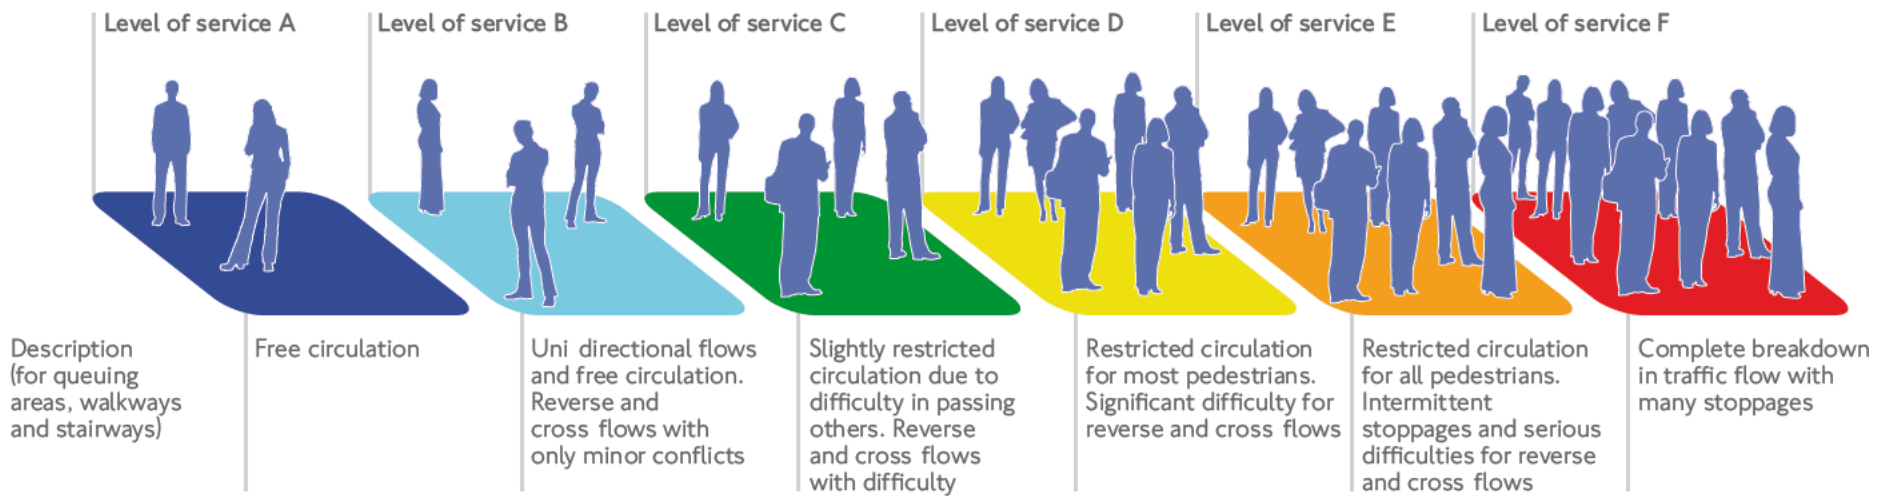 Level of service A
Level of service B
Level of service C
Level of service D
Level of service E
Level of service F
Description
(for queuing
areas, walkways
and stairways)
Free circulation
Uni directional flows
and free circulation.
Reverse and
cross flows with
only minor conflicts
Slightly restricted
circulation due to
difficulty in passing
others. Reverse
and cross flows
with difficulty
Restricted circulation
for most pedestrians.
Significant difficulty for
reverse and cross flows
Restricted circulation
for all pedestrians.
Intermittent
stoppages and serious
difficulties for reverse
and cross flows
Complete breakdown
in traffic flow with
many stoppages